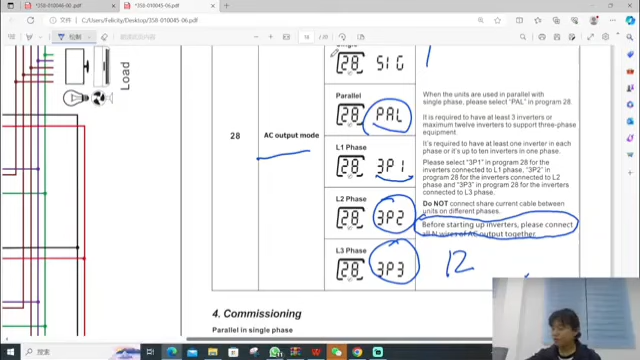 358-010046-00.pdf
358-010045-06.pdf
C:/Users/Felicity/Desktop/358-010045-06.pdf
Load
Single
28 SIG
Parallel
28 PAL
When the units are used in parallel with
single phase, please select "PAL" in program 28.
It is required to have at least 3 inverters or
maximum twelve inverters to support three-phase
equipment.
28
AC output mode
L1 Phase
28 3P1
It's required to have at least one inverter in each
phase or it's up to ten inverters in one phase.
Please select "3P1" in program 28 for the
inverters connected to L1 phase, "3P2" in
program 28 for the inverters connected to L2
phase and "3P3" in program 28 for the inverters
connected to L3 phase.
L2 Phase
28 3P2
Do NOT connect share current cable between
units on different phases.
Before starting up inverters, please connect
all N wires of AC output together.
L3 Phase
28 3P3
12
4. Commissioning
Parallel in single phase
搜索